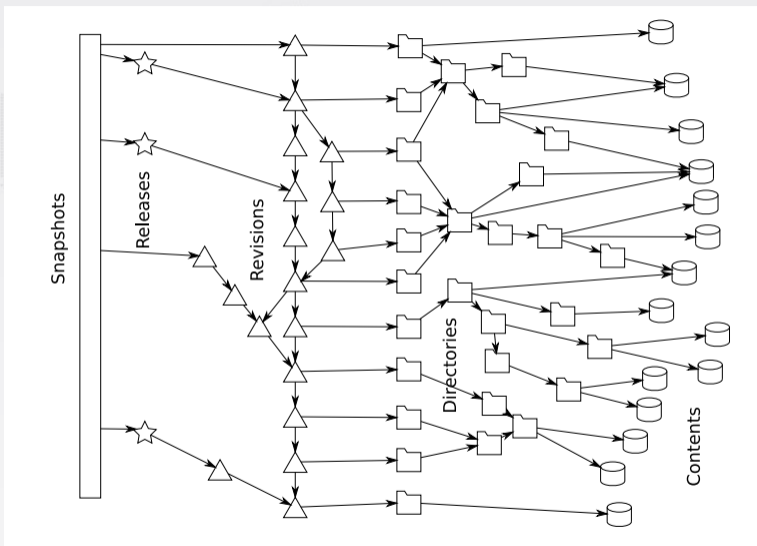 Snapshots
Releases
Revisions
Directories
Contents